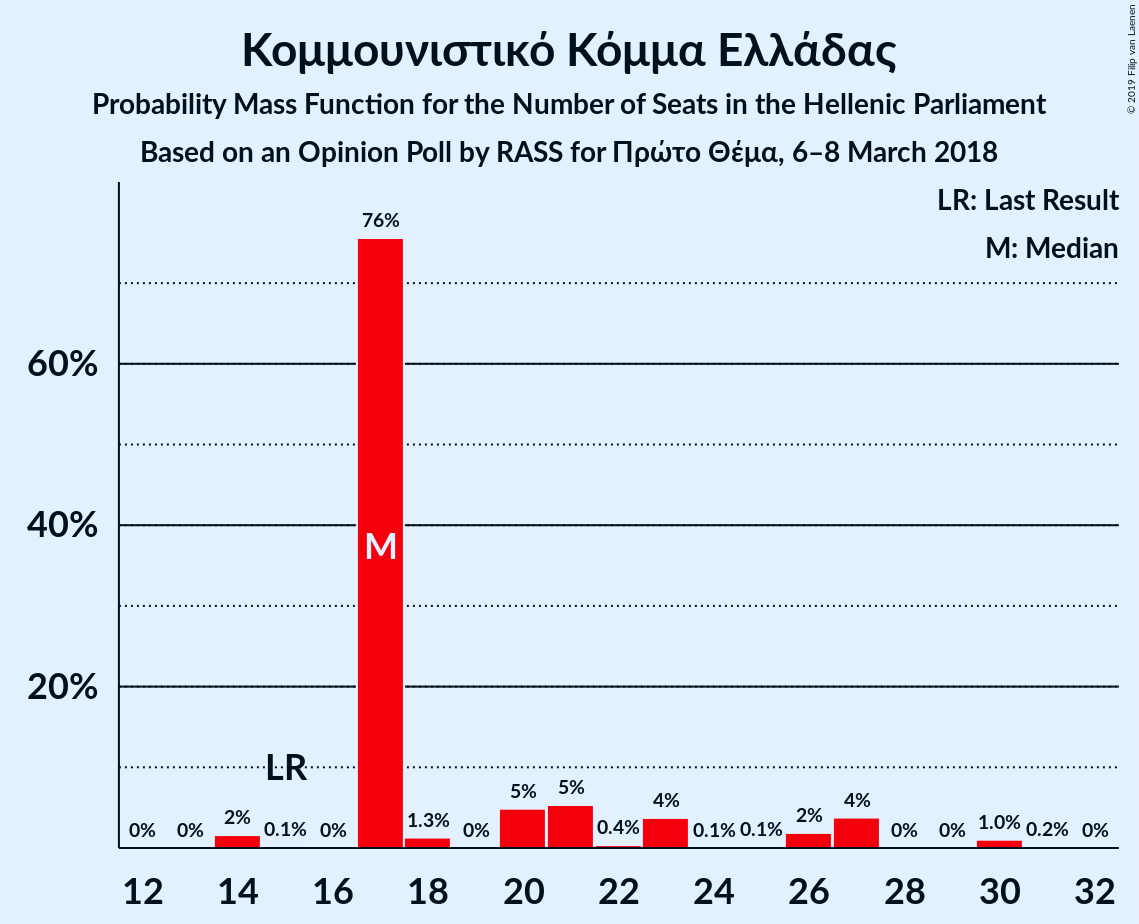 Κομμουνιστικό Κόμμα Ελλάδας
Probability Mass Function for the Number of Seats in the Hellenic Parliament
Based on an Opinion Poll by RASS for Πρώτο Θέμα, 6–8 March 2018
© 2019 Filip van Laenen
LR: Last Result
M: Median
76%
60%
40%
M
20%
LR
0% 0% 2% 0.1% 0% 1.3% 0% 5% 5% 0.4% 4% 0.1% 0.1% 2% 4% 0% 0% 1.0% 0.2% 0%
12 14 16 18 20 22 24 26 28 30 32